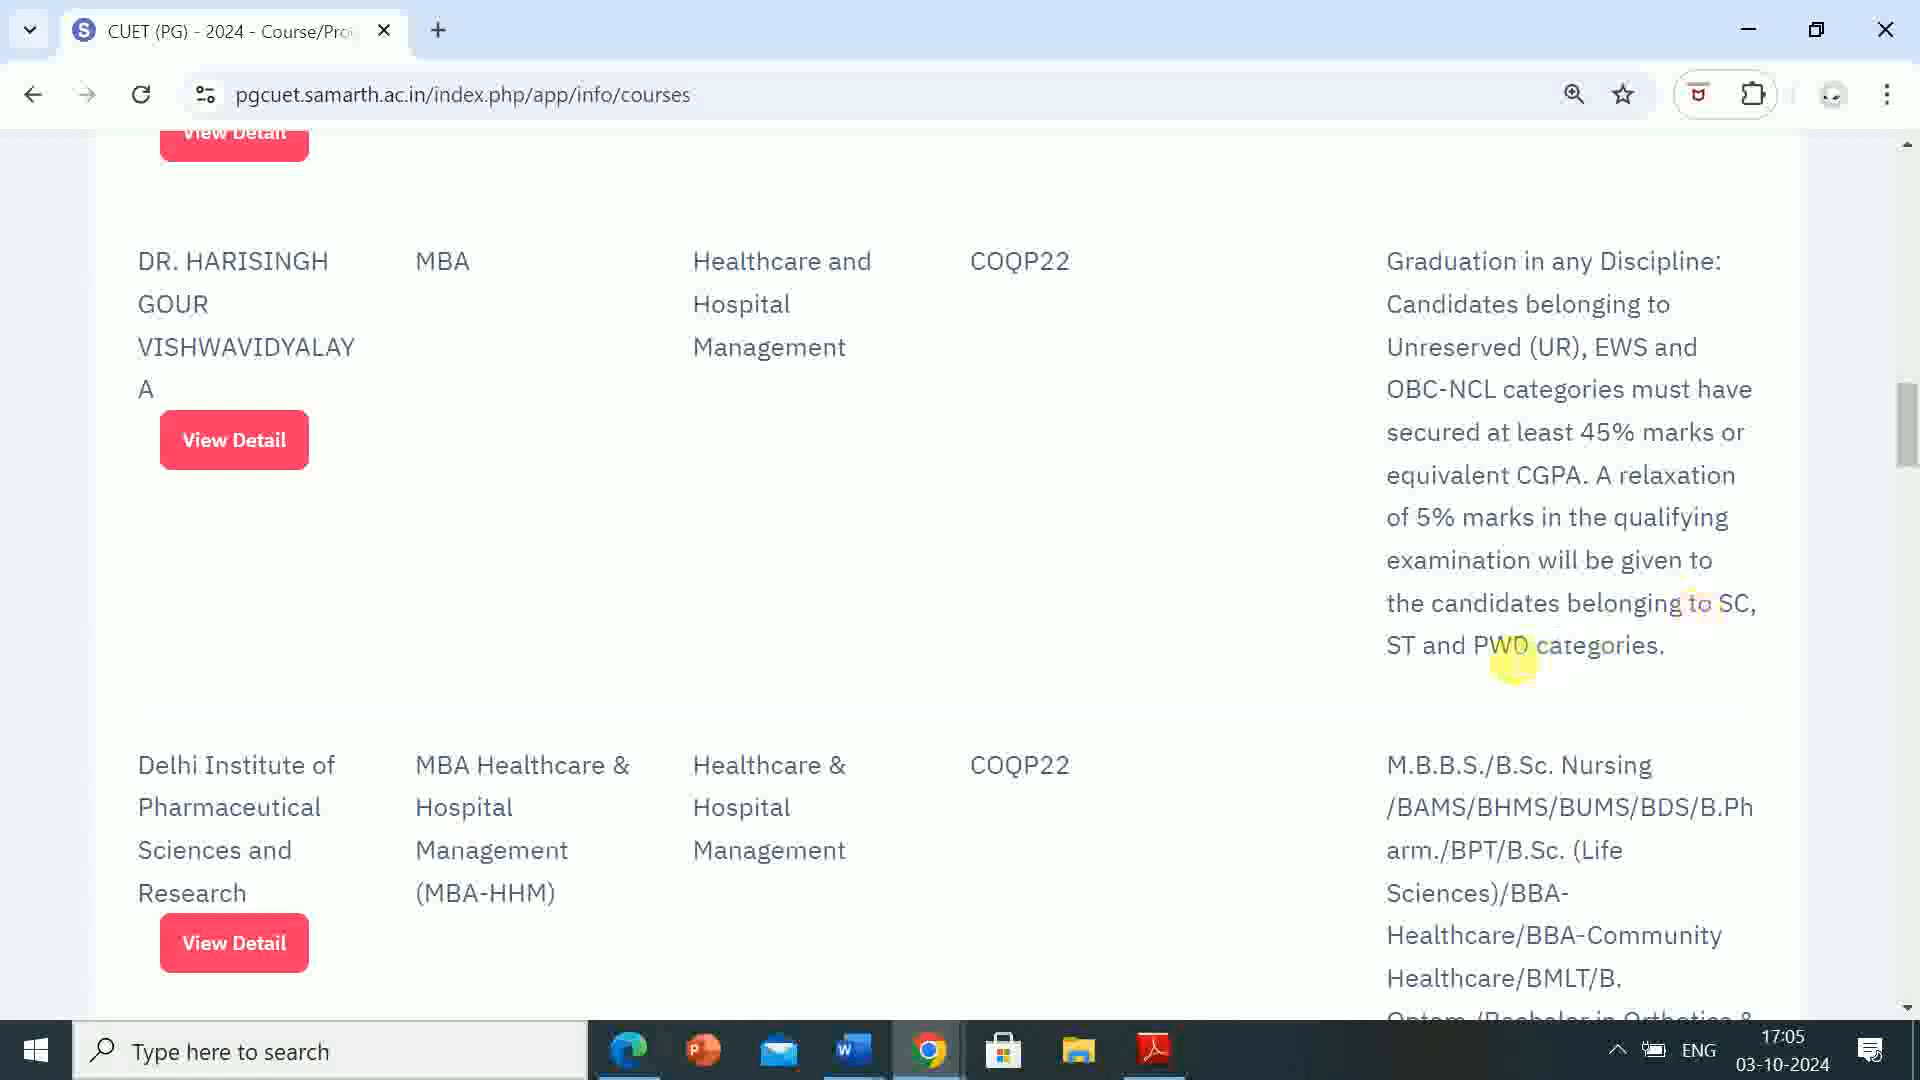 CUET (PG) - 2024 - Course/Pro
pgcuet.samarth.ac.in/index.php/app/info/courses
View Detail
DR. HARISINGH
GOUR
VISHWAVIDYALAY
A
View Detail
MBA
Healthcare and
Hospital
Management
COQP22
Graduation in any Discipline:
Candidates belonging to
Unreserved (UR), EWS and
OBC-NCL categories must have
secured at least 45% marks or
equivalent CGPA. A relaxation
of 5% marks in the qualifying
examination will be given to
the candidates belonging to SC,
ST and PWD categories.
Delhi Institute of
Pharmaceutical
Sciences and
Research
View Detail
MBA Healthcare &
Hospital
Management
(MBA-HHM)
Healthcare &
Hospital
Management
COQP22
M.B.B.S./B.Sc. Nursing
/BAMS/BHMS/BUMS/BDS/B.Ph
arm./BPT/B.Sc. (Life
Sciences)/BBA-
Healthcare/BBA-Community
Healthcare/BMLT/B.
Optom./Bachelor in Orthotics &
Type here to search
ENG
17:05
03-10-2024